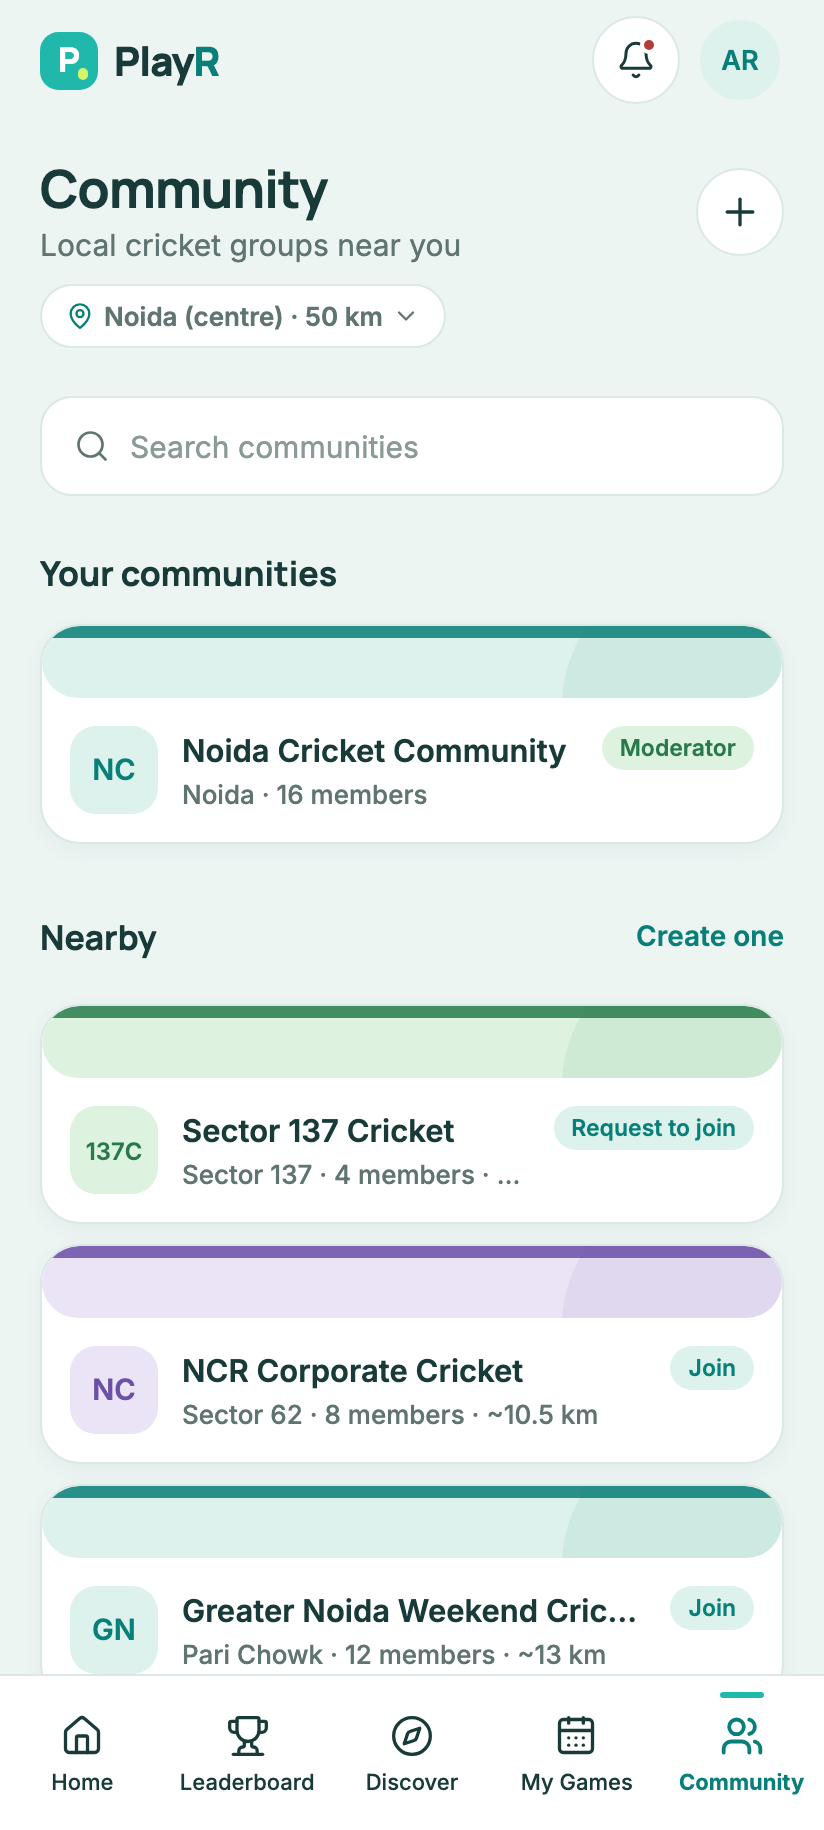 P.
PlayR
AR
Community
Local cricket groups near you
Noida (centre) · 50 km
Search communities
Your communities
NC
Noida Cricket Community
Moderator
Noida · 16 members
Nearby
Create one
137C
Sector 137 Cricket
Request to join
Sector 137 · 4 members · ...
NC
NCR Corporate Cricket
Join
Sector 62 · 8 members · ~10.5 km
GN
Greater Noida Weekend Cric...
Join
Pari Chowk · 12 members · ~13 km
Home
Leaderboard
Discover
My Games
Community